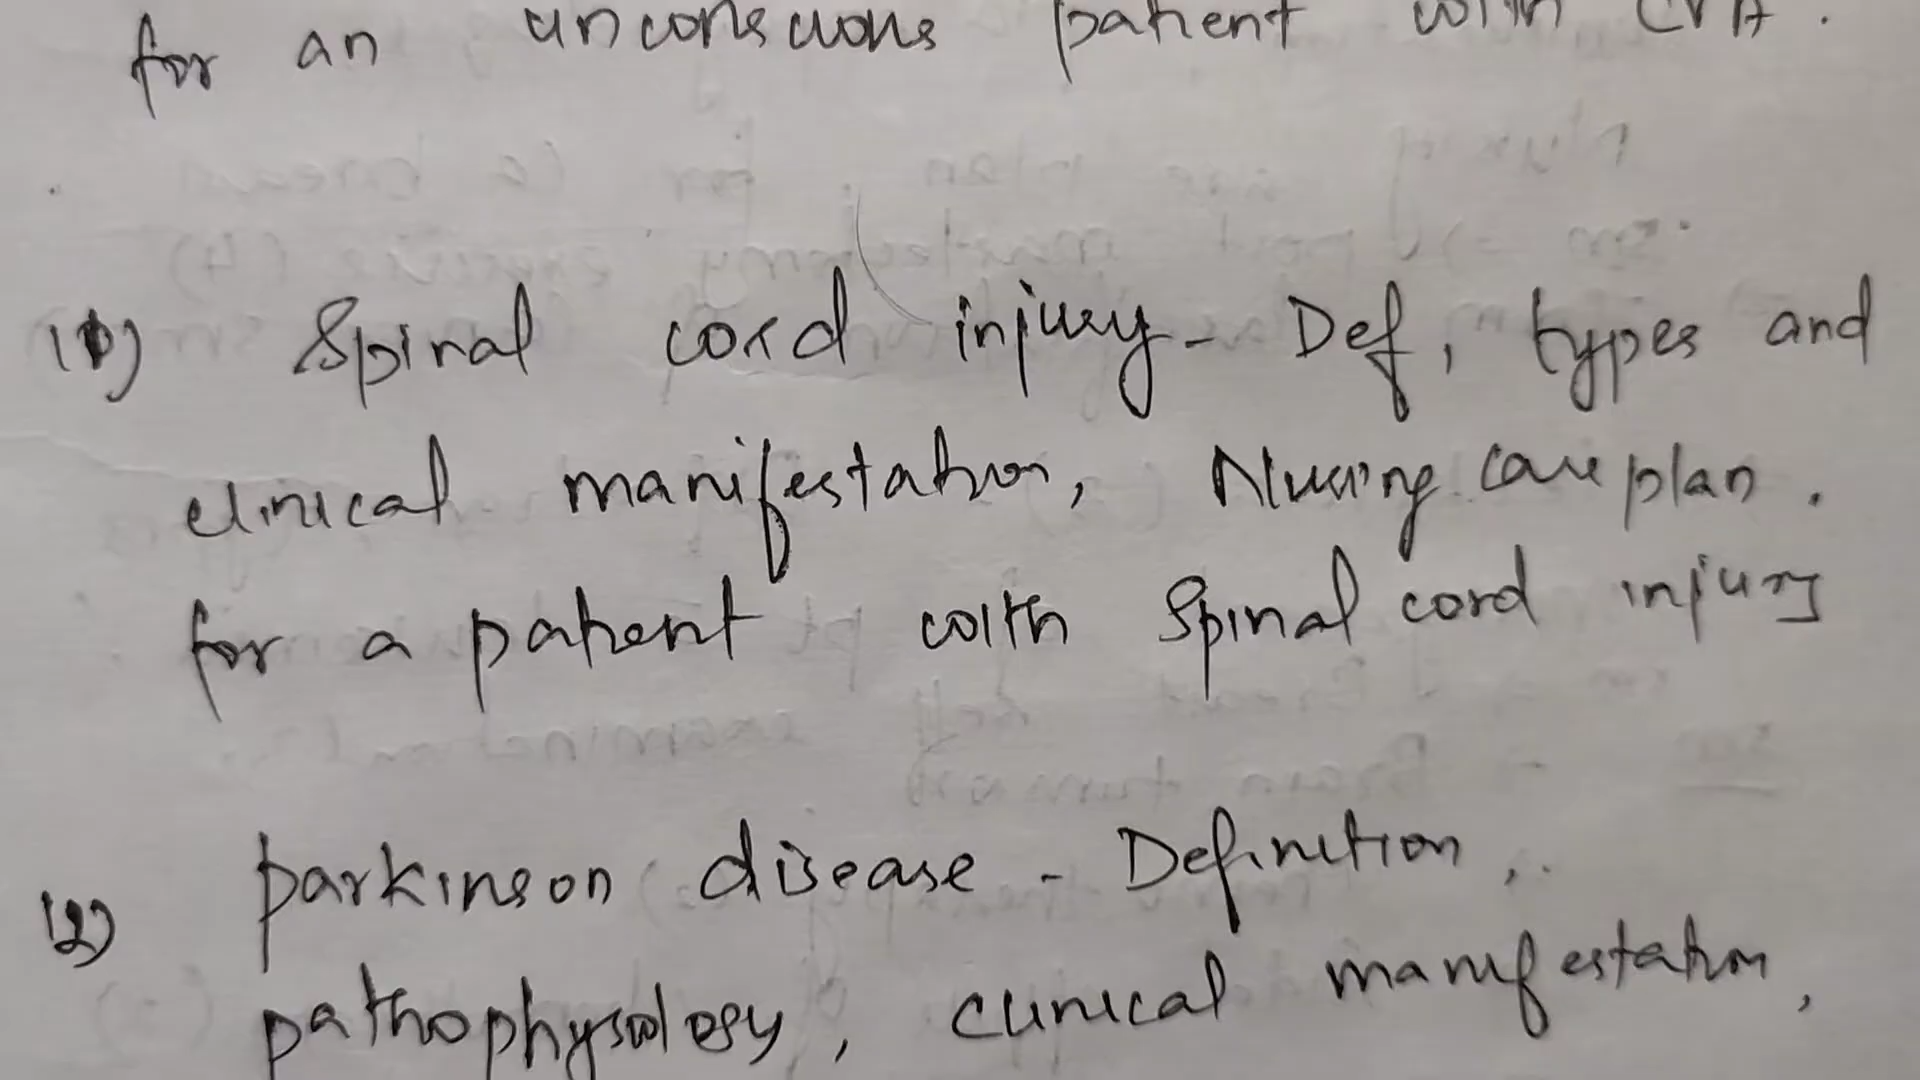 for an unconscious patient with CVA.
11) Spinal cord injury - Def, types and
clinical manifestation, Nursing care plan.
for a patient with Spinal cord injury
12) parkinson disease - Definition,
pathophysiology, clinical manifestation,